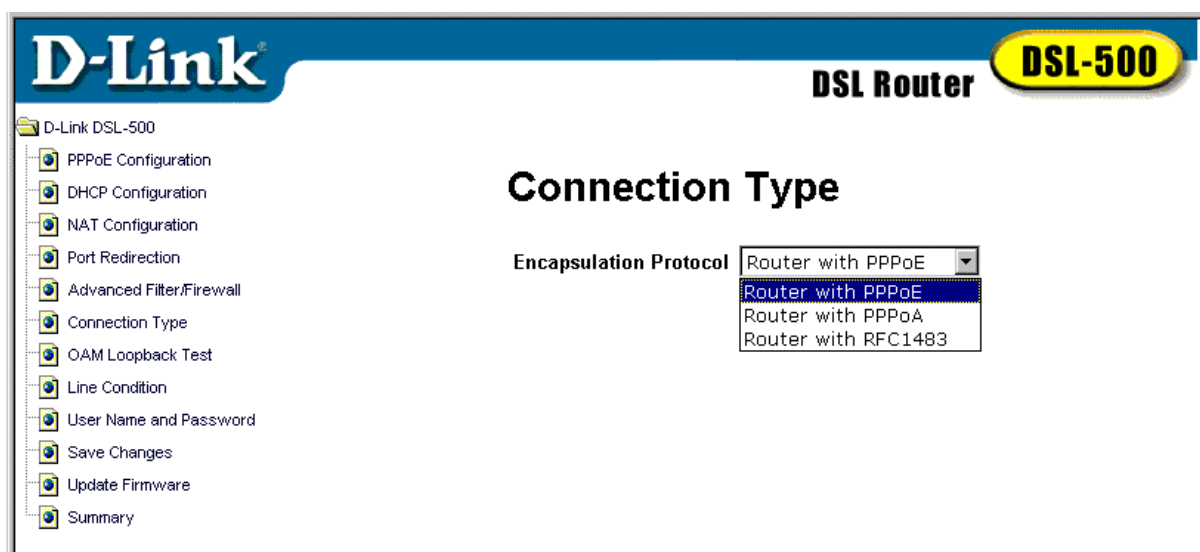 D-Link®
DSL Router
DSL-500
D-Link DSL-500
PPPoE Configuration
DHCP Configuration
NAT Configuration
Port Redirection
Advanced Filter/Firewall
Connection Type
OAM Loopback Test
Line Condition
User Name and Password
Save Changes
Update Firmware
Summary
Connection Type
Encapsulation Protocol Router with PPPoE
Router with PPPoE
Router with PPPoA
Router with RFC1483